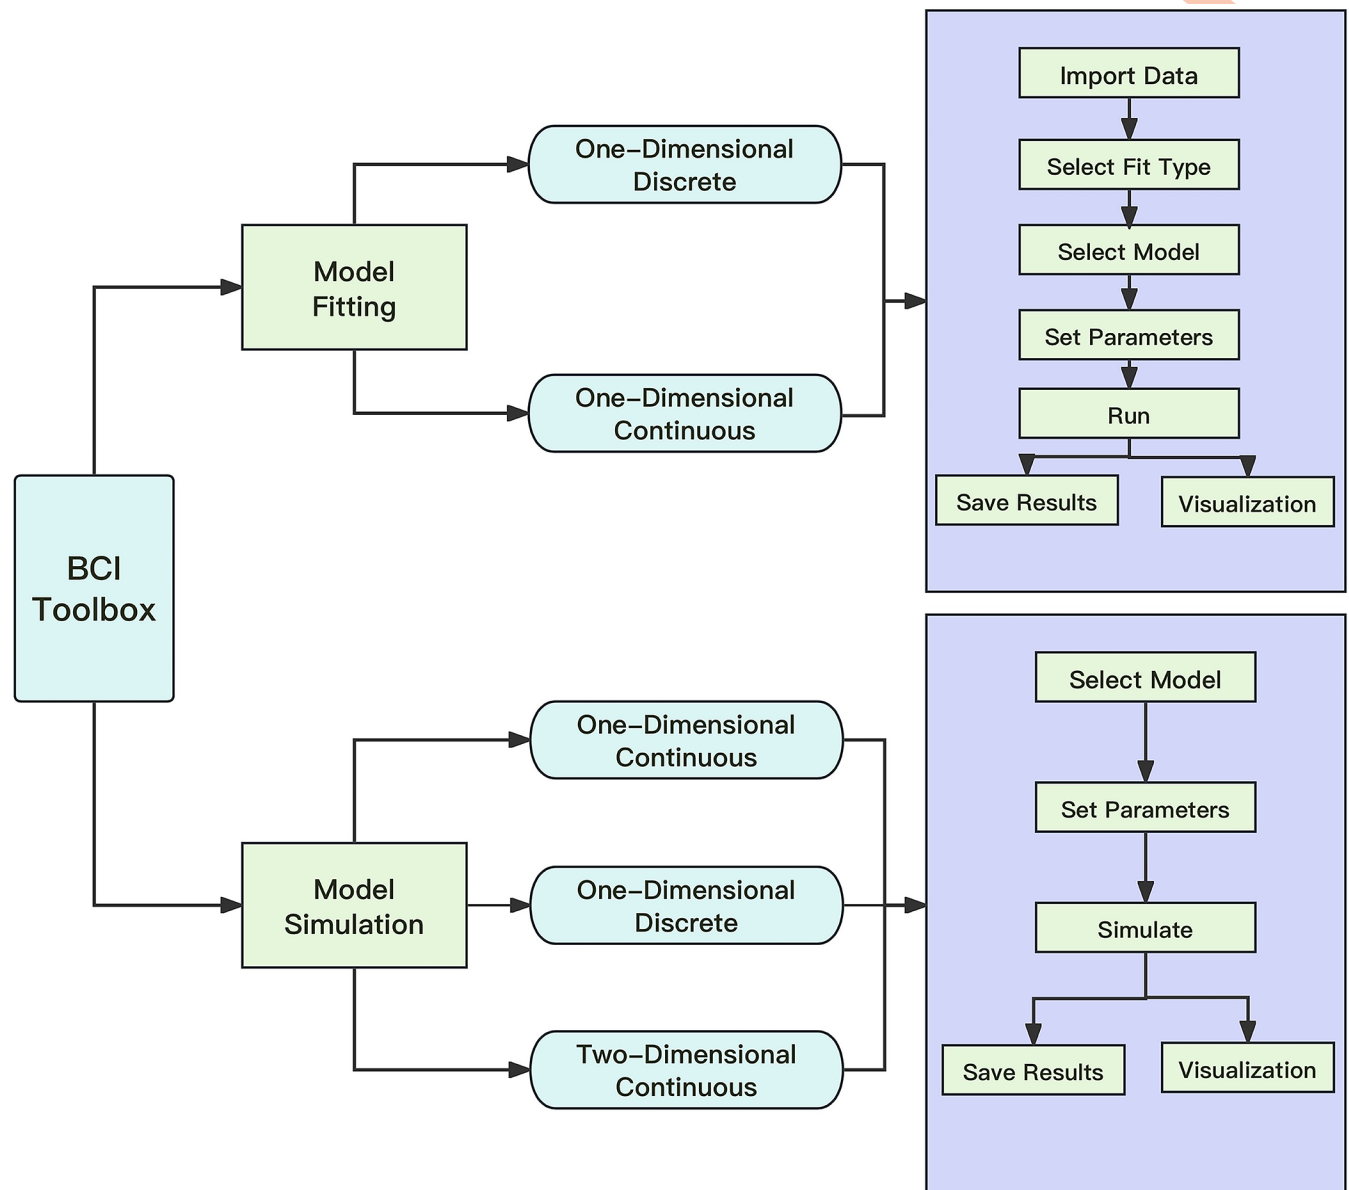 BCI
Toolbox
Model
Fitting
One–Dimensional
Discrete
One–Dimensional
Continuous
Import Data
Select Fit Type
Select Model
Set Parameters
Run
Save Results
Visualization
Model
Simulation
One–Dimensional
Continuous
One–Dimensional
Discrete
Two–Dimensional
Continuous
Select Model
Set Parameters
Simulate
Save Results
Visualization